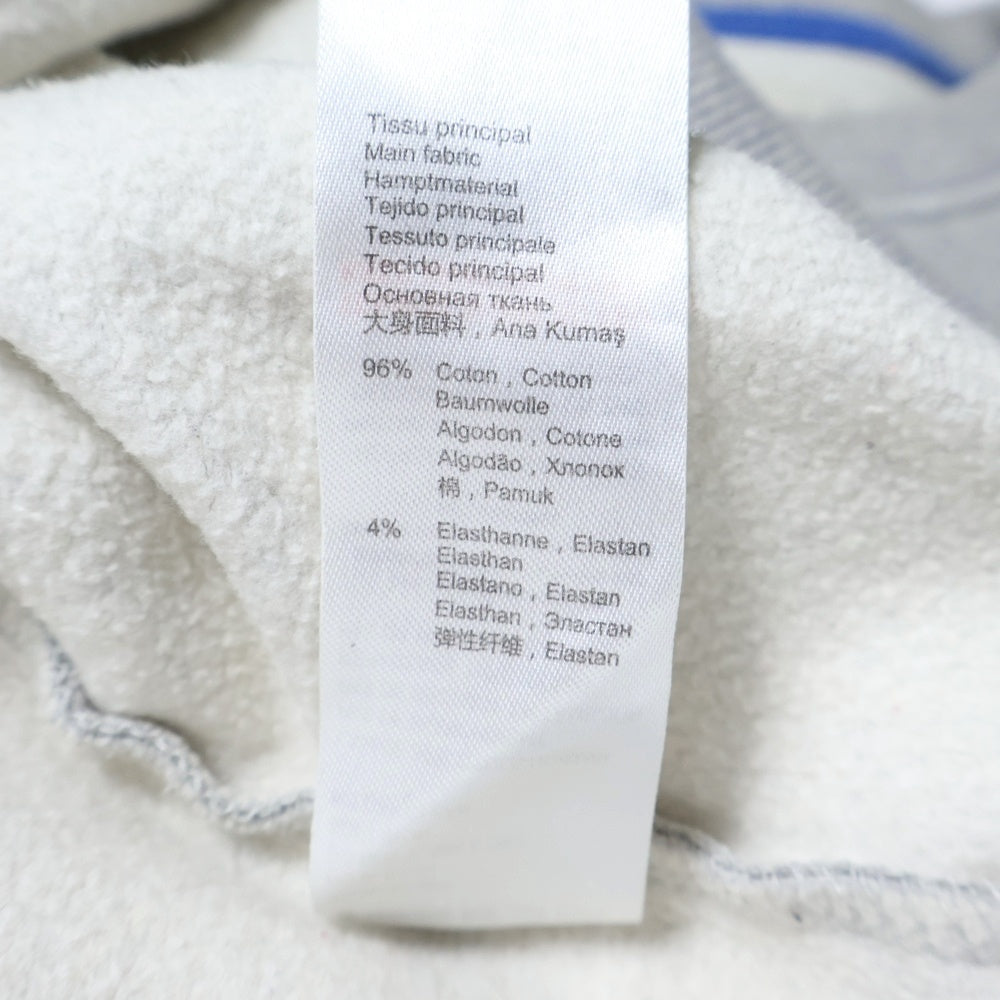 Tissu principal
Main fabric
Hamptmaterial
Tejido principal
Tessuto principale
Tecido principal
Основная ткань
大身面料 , Ana Kumaş
96% Coton , Cotton
Baumwolle
Algodon , Cotone
Algodão , Хлопок
棉 , Pamuk
4% Elasthanne , Elastan
Elasthan
Elastano , Elastan
Elasthan , Эластан
弹性纤维 , Elastan